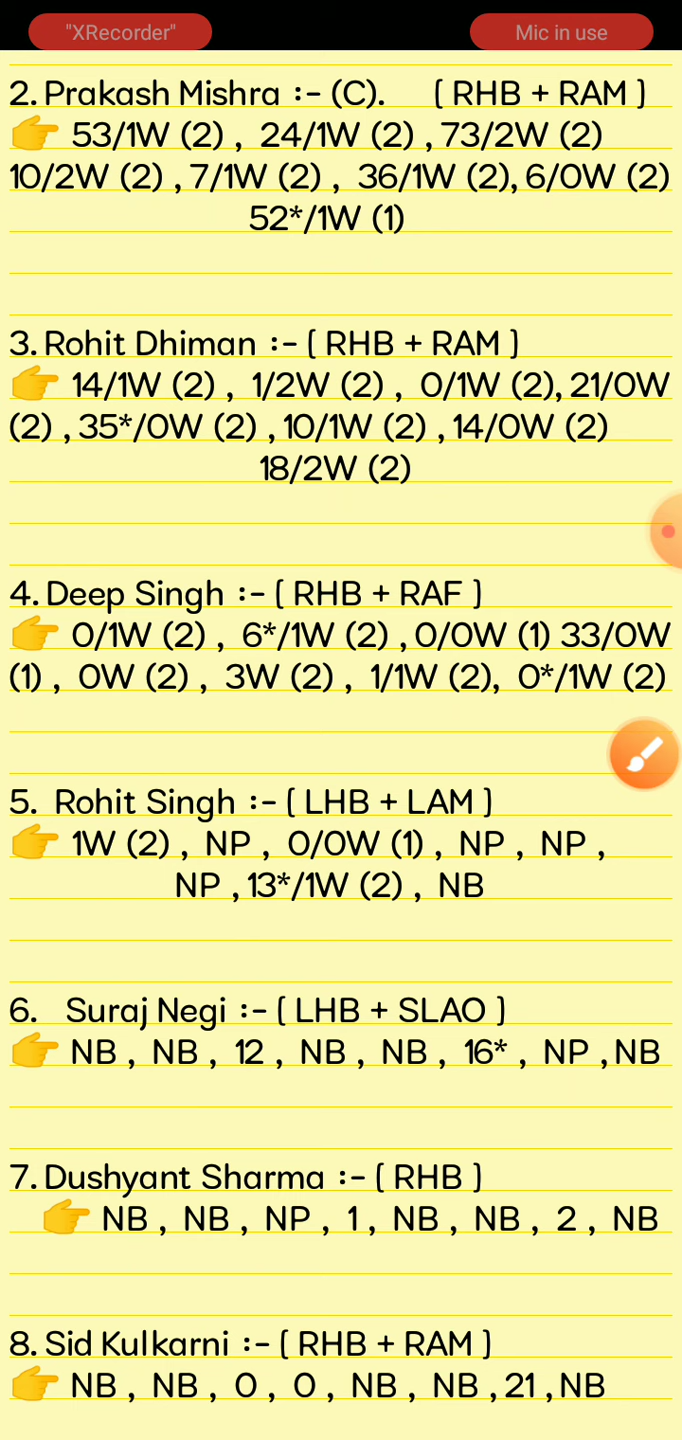 "XRecorder" Mic in use
2. Prakash Mishra :- (C). [ RHB + RAM ]
👉 53/1W (2) , 24/1W (2) , 73/2W (2)
10/2W (2) , 7/1W (2) , 36/1W (2), 6/0W (2)
52*/1W (1)
3. Rohit Dhiman :- [ RHB + RAM ]
👉 14/1W (2) , 1/2W (2) , 0/1W (2), 21/0W
(2) , 35*/0W (2) , 10/1W (2) , 14/0W (2)
18/2W (2)
4. Deep Singh :- [ RHB + RAF ]
👉 0/1W (2) , 6*/1W (2) , 0/0W (1) 33/0W
(1) , 0W (2) , 3W (2) , 1/1W (2), 0*/1W (2)
5. Rohit Singh :- [ LHB + LAM ]
👉 1W (2) , NP , 0/0W (1) , NP , NP ,
NP , 13*/1W (2) , NB
6. Suraj Negi :- [ LHB + SLAO ]
👉 NB , NB , 12 , NB , NB , 16* , NP , NB
7. Dushyant Sharma :- [ RHB ]
👉 NB , NB , NP , 1 , NB , NB , 2 , NB
8. Sid Kulkarni :- [ RHB + RAM ]
👉 NB , NB , 0 , 0 , NB , NB , 21 , NB